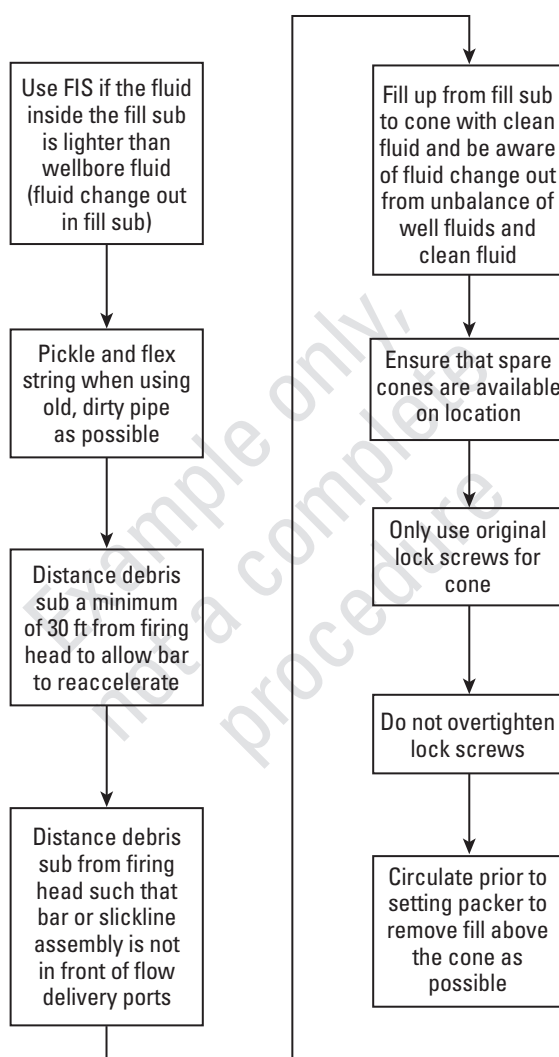 Use FIS if the fluid
inside the fill sub
is lighter than
wellbore fluid
(fluid change out
in fill sub)
Pickle and flex
string when using
old, dirty pipe
as possible
Distance debris
sub a minimum
of 30 ft from firing
head to allow bar
to reaccelerate
Distance debris
sub from firing
head such that
bar or slickline
assembly is not
in front of flow
delivery ports
Fill up from fill sub
to cone with clean
fluid and be aware
of fluid change out
from unbalance of
well fluids and
clean fluid
Ensure that spare
cones are available
on location
Only use original
lock screws for
cone
Do not overtighten
lock screws
Circulate prior to
setting packer to
remove fill above
the cone as
possible
Example only,
not a complete
procedure